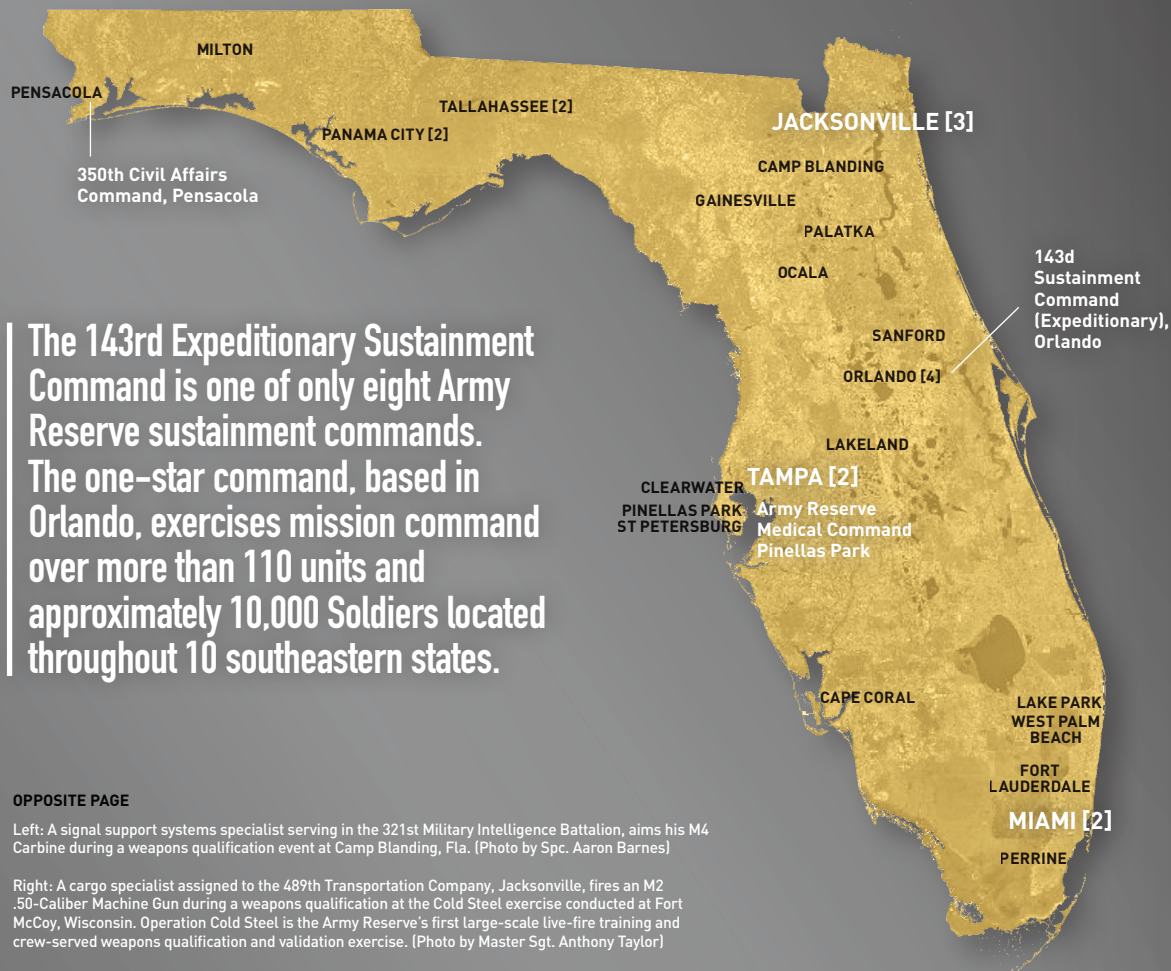 MILTON
PENSACOLA
TALLAHASSEE [2]
PANAMA CITY [2]
JACKSONVILLE [3]
350th Civil Affairs
Command, Pensacola
CAMP BLANDING
GAINESVILLE
PALATKA
OCALA
143d
Sustainment
Command
(Expeditionary),
Orlando
SANFORD
ORLANDO [4]
LAKELAND
TAMPA [2]
CLEARWATER
PINELLAS PARK
ST PETERSBURG
Army Reserve
Medical Command
Pinellas Park
CAPE CORAL
LAKE PARK
WEST PALM
BEACH
FORT
LAUDERDALE
MIAMI [2]
PERRINE
The 143rd Expeditionary Sustainment
Command is one of only eight Army
Reserve sustainment commands.
The one-star command, based in
Orlando, exercises mission command
over more than 110 units and
approximately 10,000 Soldiers located
throughout 10 southeastern states.
OPPOSITE PAGE
Left: A signal support systems specialist serving in the 321st Military Intelligence Battalion, aims his M4
Carbine during a weapons qualification event at Camp Blanding, Fla. (Photo by Spc. Aaron Barnes)
Right: A cargo specialist assigned to the 489th Transportation Company, Jacksonville, fires an M2
.50-Caliber Machine Gun during a weapons qualification at the Cold Steel exercise conducted at Fort
McCoy, Wisconsin. Operation Cold Steel is the Army Reserve's first large-scale live-fire training and
crew-served weapons qualification and validation exercise. (Photo by Master Sgt. Anthony Taylor)